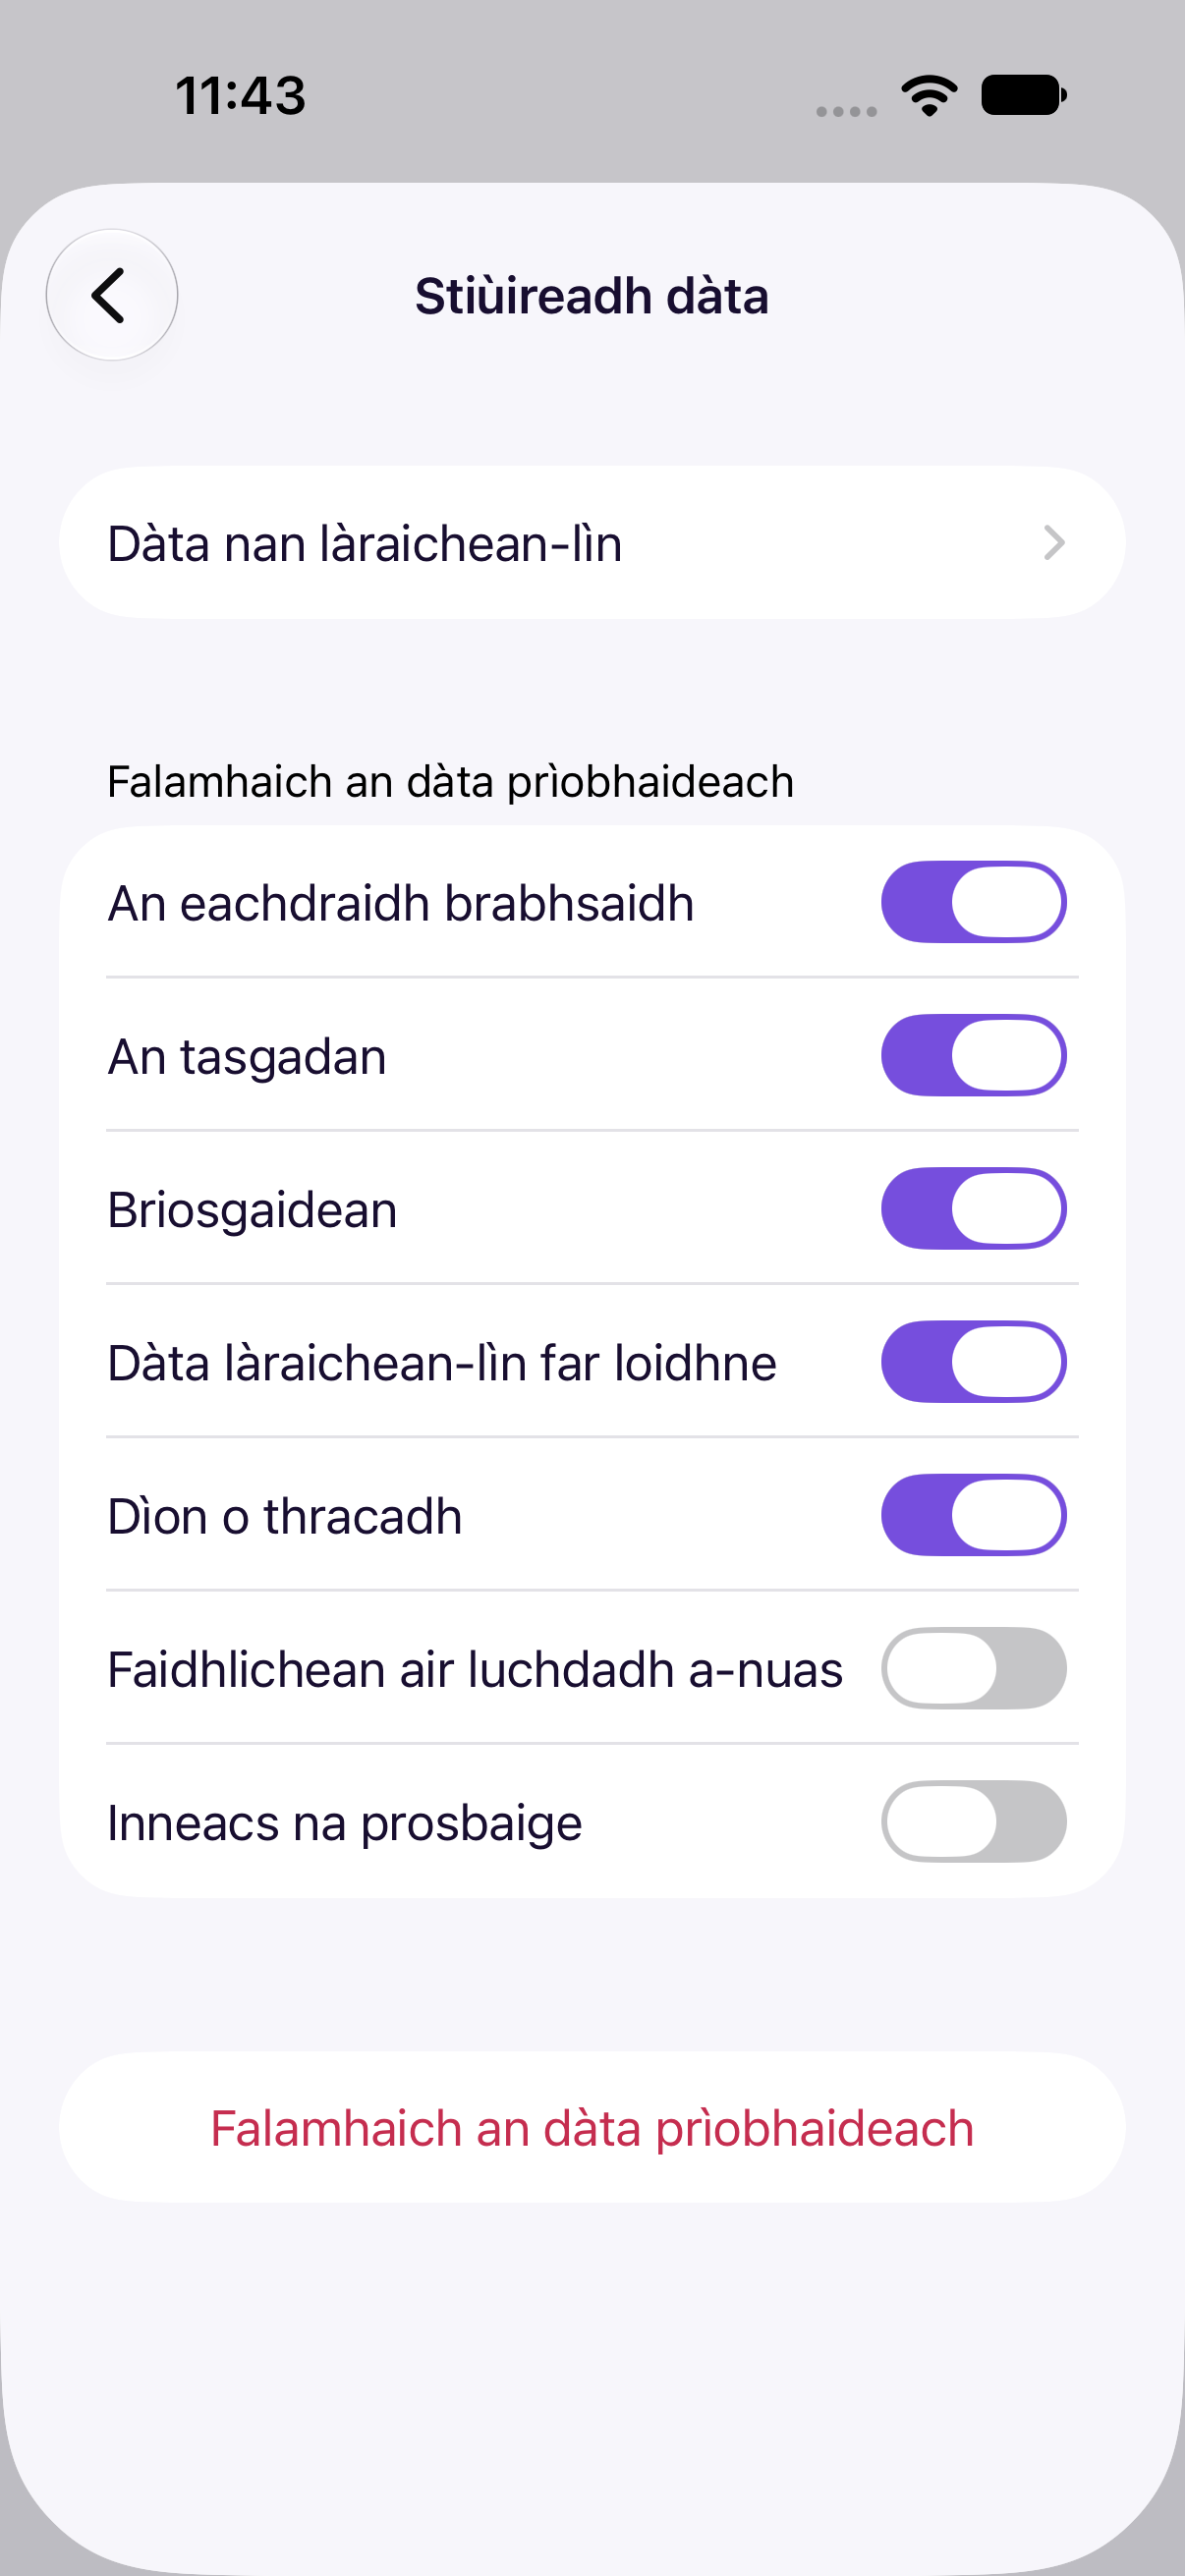 11:43
Stiùireadh dàta
Dàta nan làraichean-lìn
Falamhaich an dàta prìobhaideach
An eachdraidh brabhsaidh
An tasgadan
Briosgaidean
Dàta làraichean-lìn far loidhne
Dìon o thracadh
Faidhlichean air luchdadh a-nuas
Inneacs na prosbaige
Falamhaich an dàta prìobhaideach